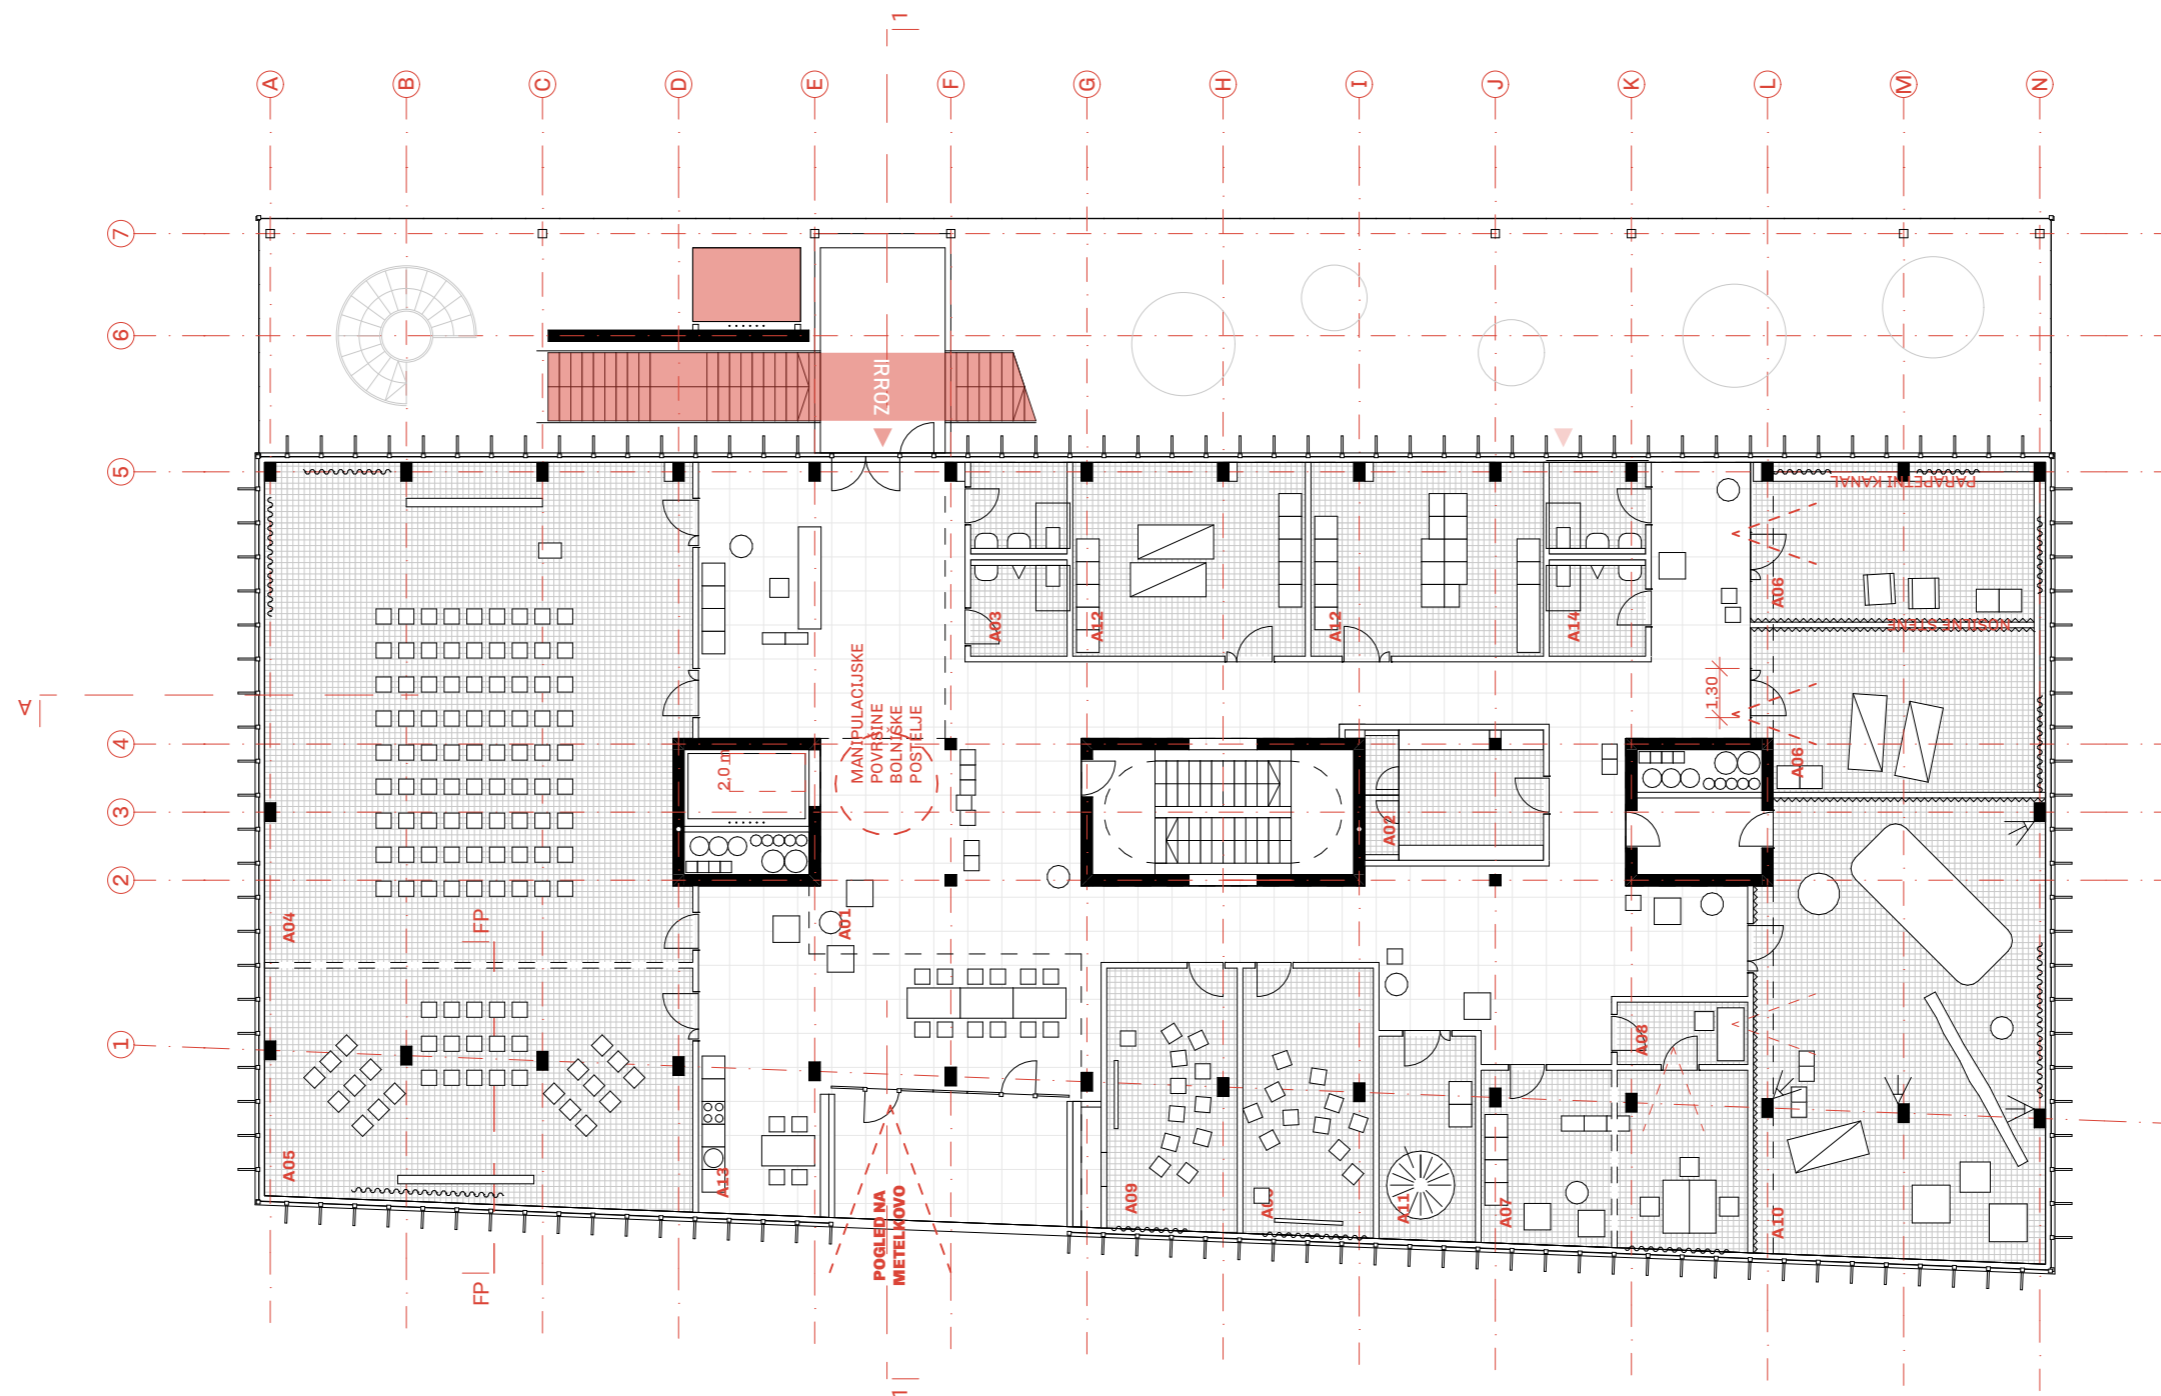 1
A
B
C
D
E
F
G
H
I
J
K
L
M
N
7
6
IRROZ
5
PARAPETNI KANAL
A03
A12
A12
A14
A06
NOSILNE STENE
MANIPULACIJSKE
POVRŠINE
BOLNIŠKE
POSTELJE
1,30
A
4
2,0 m
A06
3
A02
2
A04
FP
A01
1
A08
A05
A13
A09
A11
A07
A10
POGLED NA
METELKOVO
FP
1